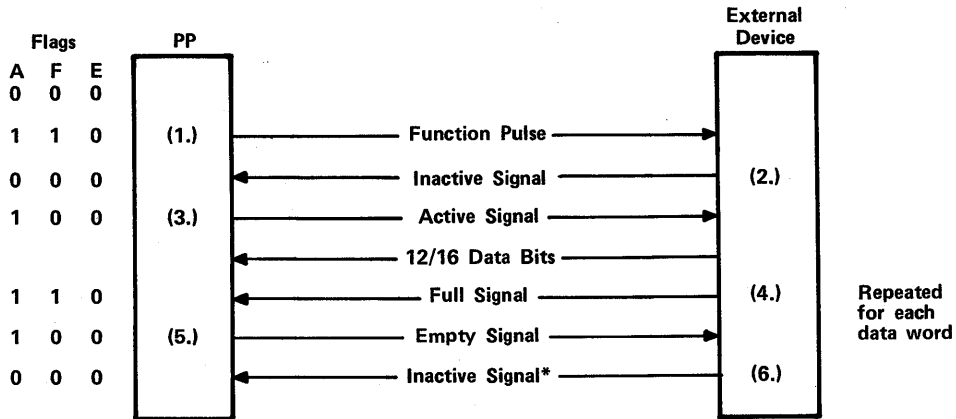 External
Device
Flags PP
A F E
0 0 0
1 1 0 (1.) Function Pulse
0 0 0 Inactive Signal (2.)
1 0 0 (3.) Active Signal
12/16 Data Bits
1 1 0 Full Signal (4.)
1 0 0 (5.) Empty Signal
0 0 0 Inactive Signal* (6.)
Repeated
for each
data word